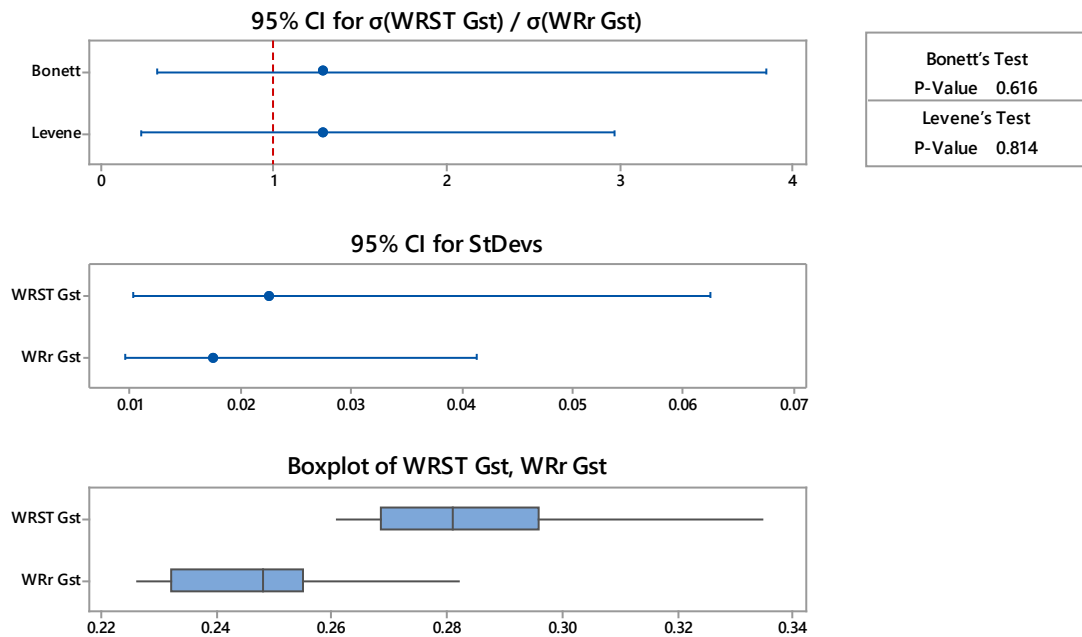 95% CI for σ(WRST Gst) / σ(WRr Gst)
Bonett
Levene
0 1 2 3 4
Bonett’s Test
P-Value 0.616
Levene’s Test
P-Value 0.814
95% CI for StDevs
WRST Gst
WRr Gst
0.01 0.02 0.03 0.04 0.05 0.06 0.07
Boxplot of WRST Gst, WRr Gst
WRST Gst
WRr Gst
0.22 0.24 0.26 0.28 0.30 0.32 0.34